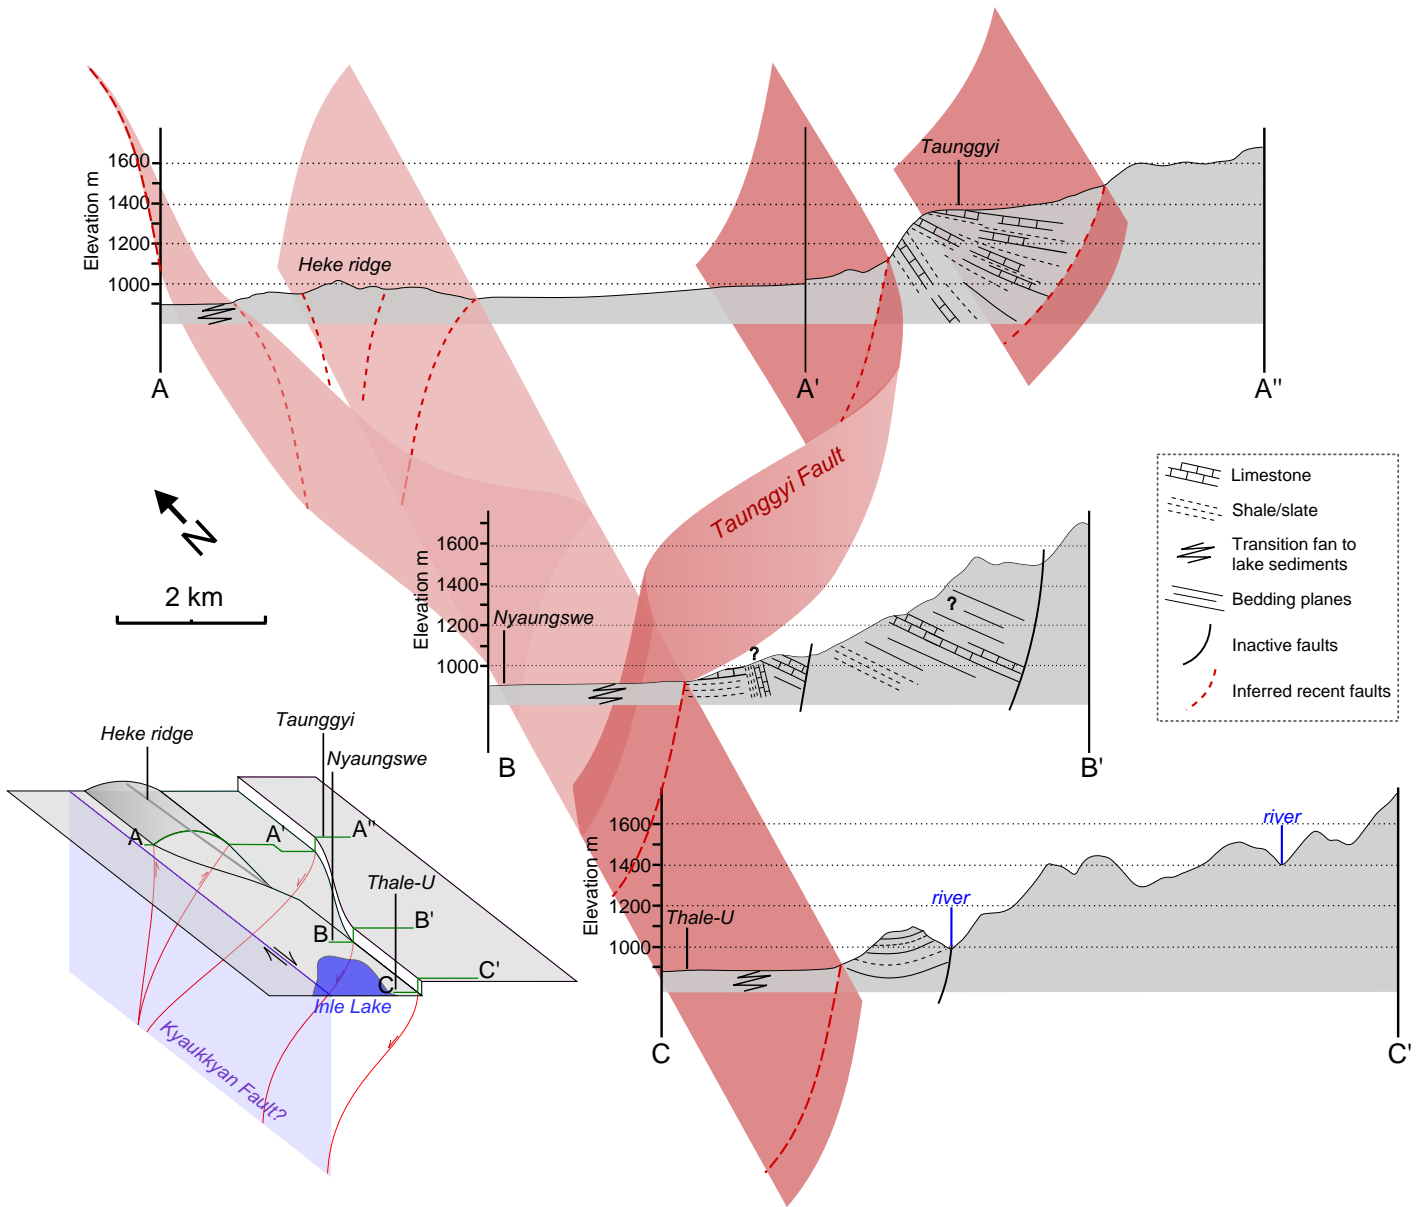 Taunggyi
Elevation m
1600
1400
1200
1000
Heke ridge
A
A'
A''
Taunggyi Fault
N
2 km
Limestone
Shale/slate
Transition fan to
lake sediments
Bedding planes
Inactive faults
Inferred recent faults
Elevation m
1600
1400
1200
1000
Nyaungswe
?
?
B
B'
Elevation m
1600
1400
1200
1000
Thale-U
river
river
C
C'
Taunggyi
Heke ridge
Nyaungswe
A
A'
A''
Thale-U
B
B'
C
C'
Inle Lake
Kyaukkyan Fault?